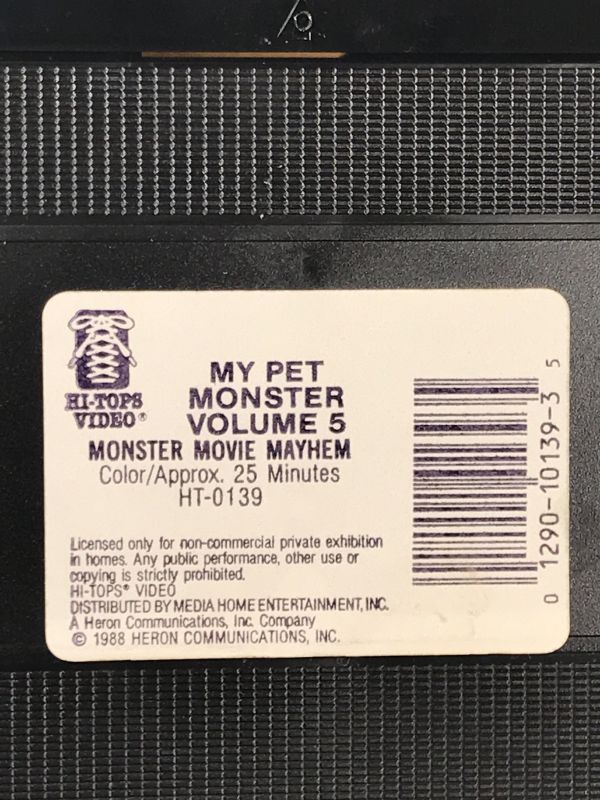 HI-TOPS
VIDEO®
MY PET
MONSTER
VOLUME 5
MONSTER MOVIE MAYHEM
Color/Approx. 25 Minutes
HT-0139
Licensed only for non-commercial private exhibition
in homes. Any public performance, other use or
copying is strictly prohibited.
HI-TOPS® VIDEO
DISTRIBUTED BY MEDIA HOME ENTERTAINMENT, INC.
A Heron Communications, Inc. Company
© 1988 HERON COMMUNICATIONS, INC.
0 1290-10139-3 5